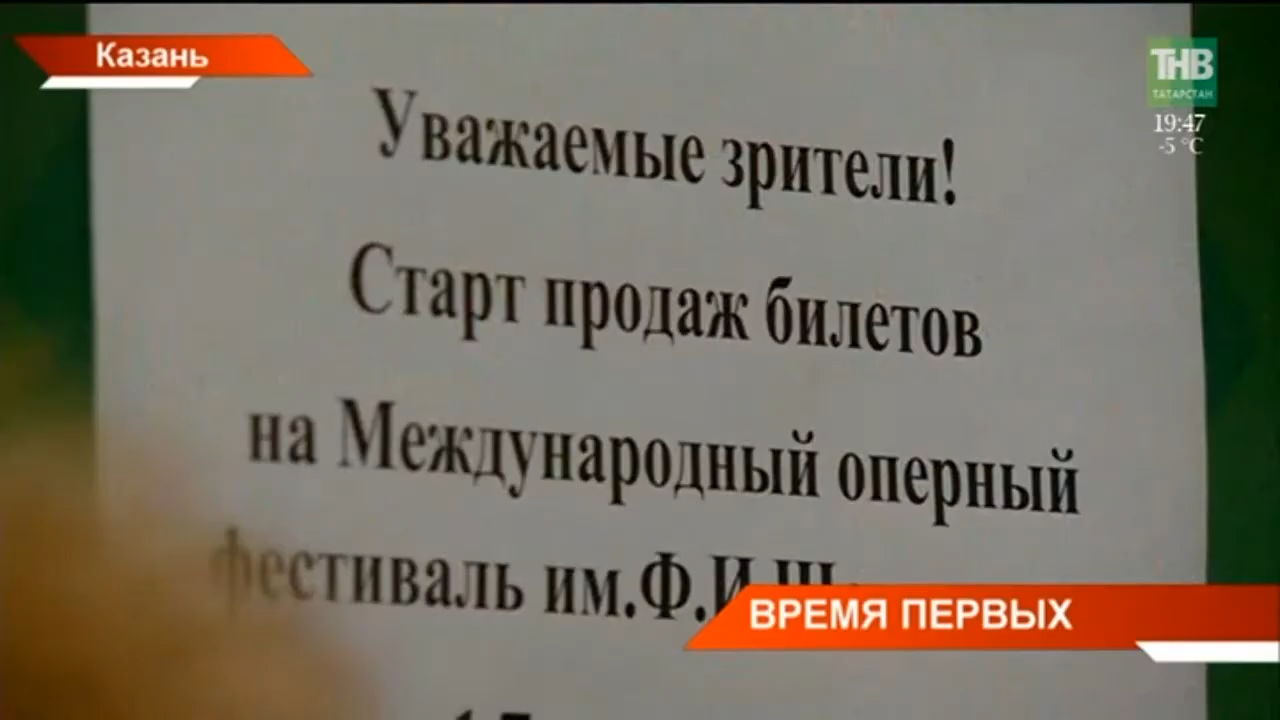 Казань
ТНВ
ТАТАРСТАН
19:47
-5 °C
Уважаемые зрители!
Старт продаж билетов
на Международный оперный
фестиваль им.Ф.И.
ВРЕМЯ ПЕРВЫХ